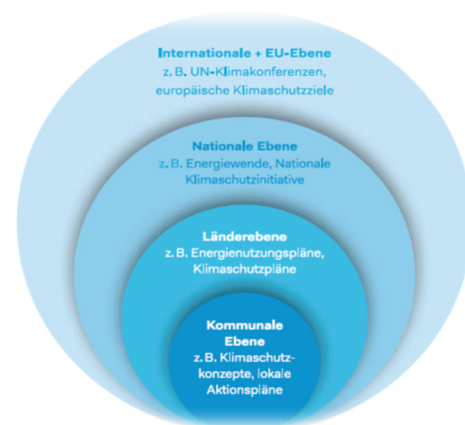 Internationale + EU-Ebene
z. B. UN-Klimakonferenzen,
europäische Klimaschutzziele
Nationale Ebene
z. B. Energiewende, Nationale
Klimaschutzinitiative
Länderebene
z. B. Energienutzungspläne,
Klimaschutzpläne
Kommunale
Ebene
z. B. Klimaschutz-
konzepte, lokale
Aktionspläne